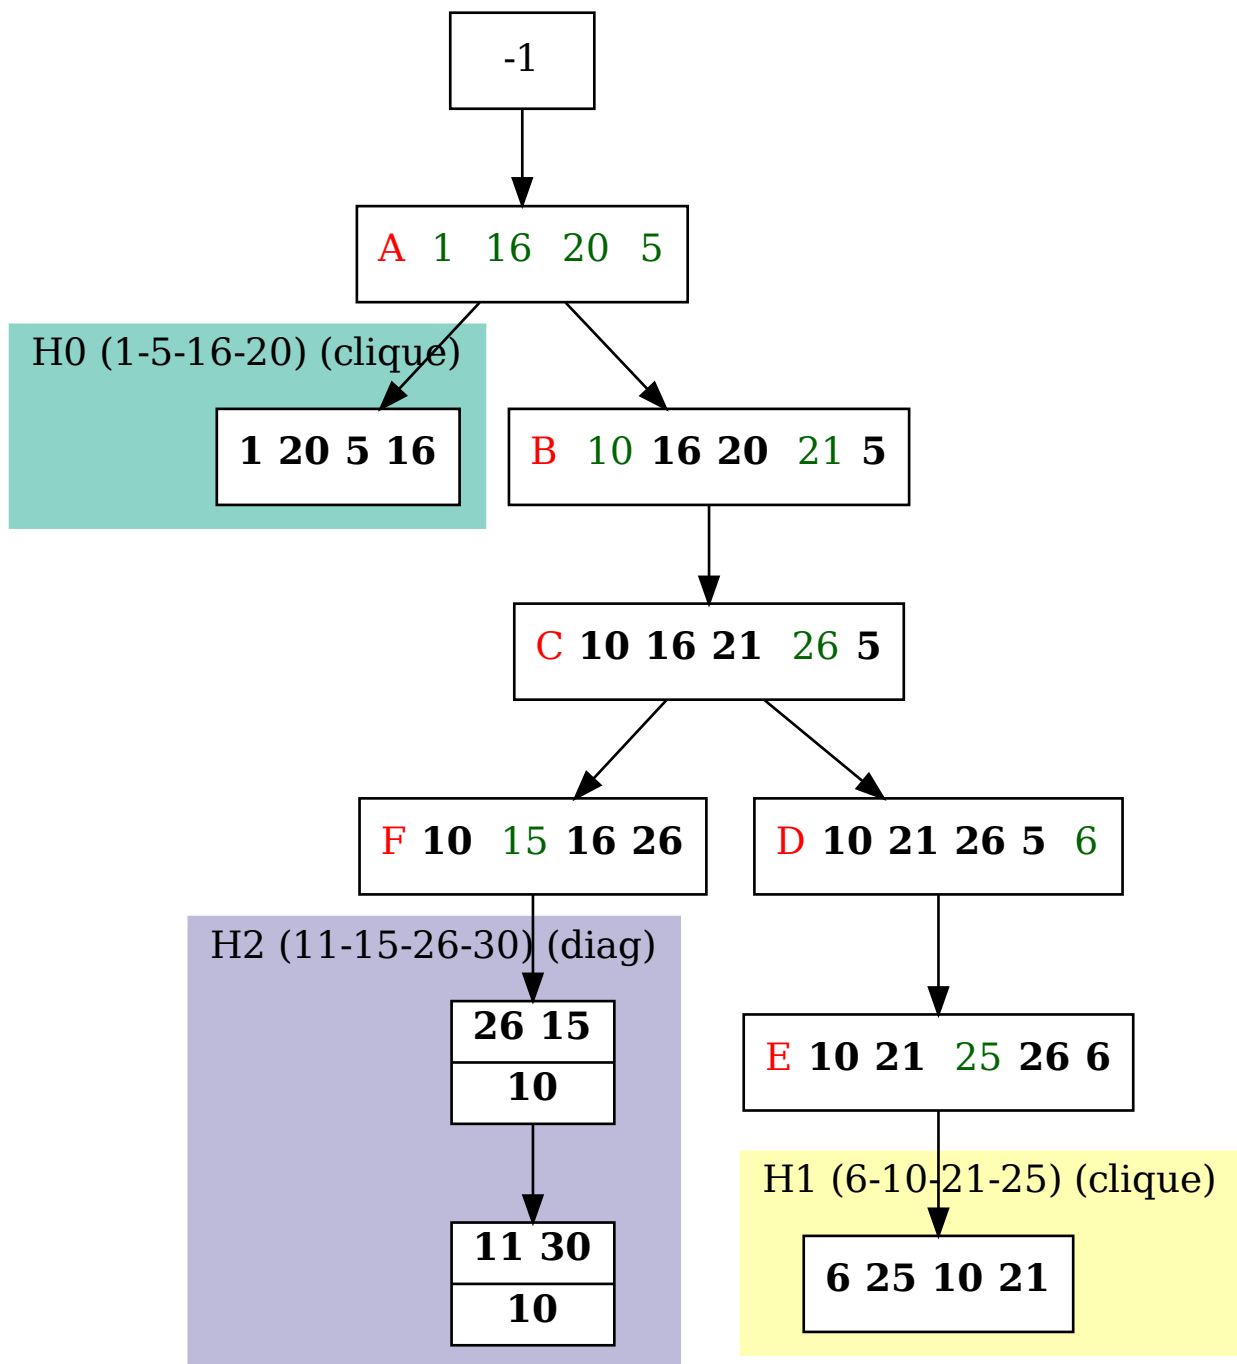 -1
A 1 16 20 5
H0 (1-5-16-20) (clique)
1 20 5 16
B 10 16 20 21 5
C 10 16 21 26 5
F 10 15 16 26
D 10 21 26 5 6
H2 (11-15-26-30) (diag)
26 15
10
E 10 21 25 26 6
H1 (6-10-21-25) (clique)
11 30
10
6 25 10 21